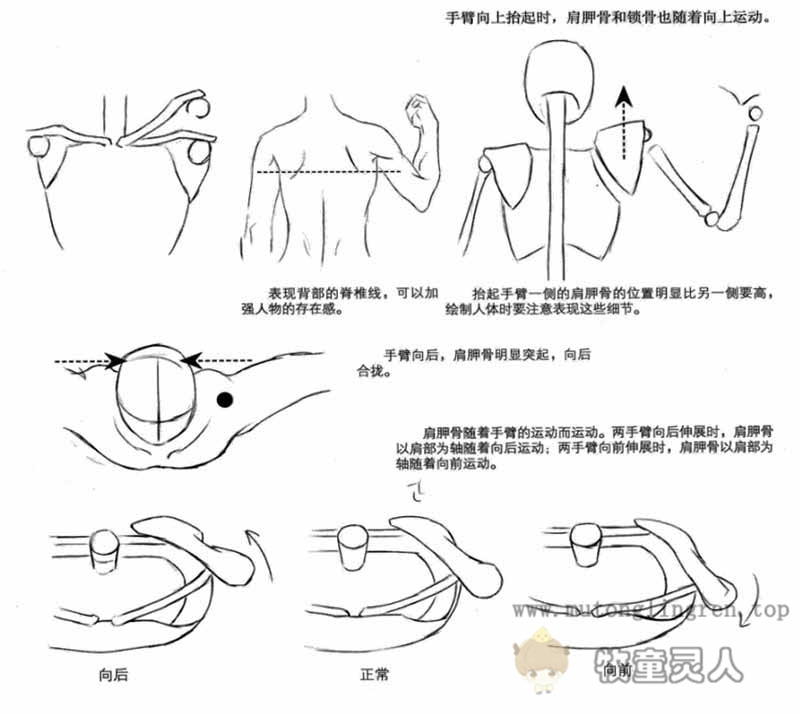 手臂向上抬起时，肩胛骨和锁骨也随着向上运动。
表现背部的脊椎线，可以加
强人物的存在感。
抬起手臂一侧的肩胛骨的位置明显比另一侧要高，
绘制人体时要注意表现这些细节。
手臂向后，肩胛骨明显突起，向后
合拢。
肩胛骨随着手臂的运动而运动。两手臂向后伸展时，肩胛骨
以肩部为轴随着向后运动；两手臂向前伸展时，肩胛骨以肩部为
轴随着向前运动。
www.mutonglingren.top
向后
正常
向前
牧童灵人